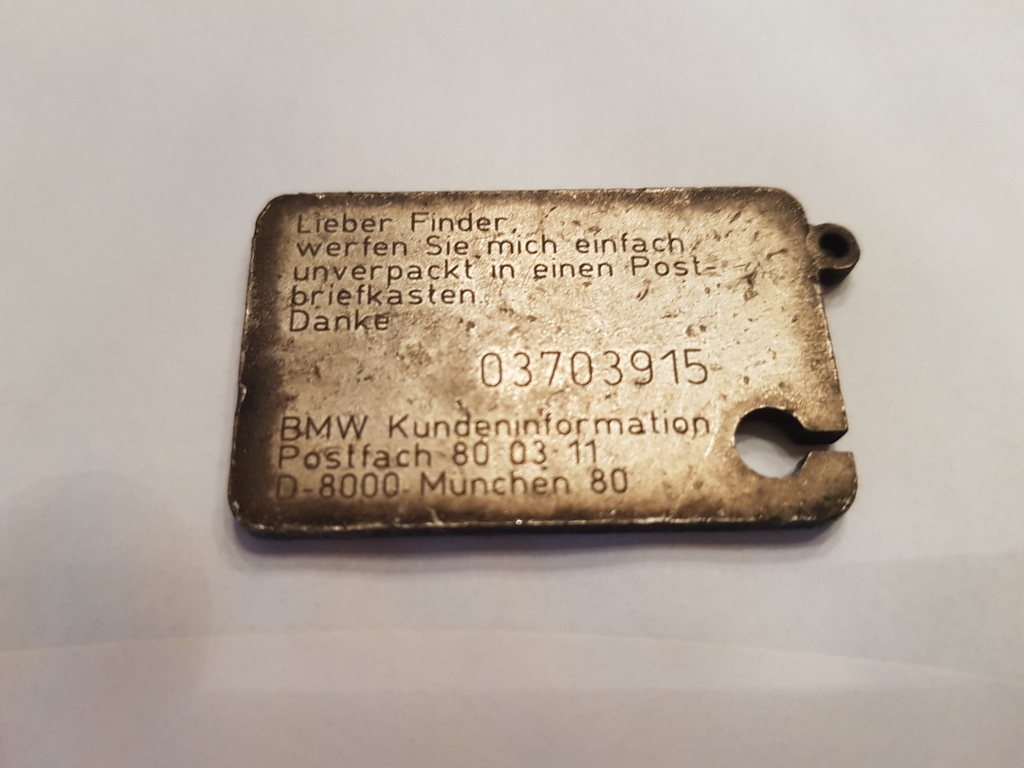 Lieber Finder,
werfen Sie mich einfach
unverpackt in einen Post-
briefkasten.
Danke
03703915
BMW Kundeninformation
Postfach 80 03 11
D-8000 München 80